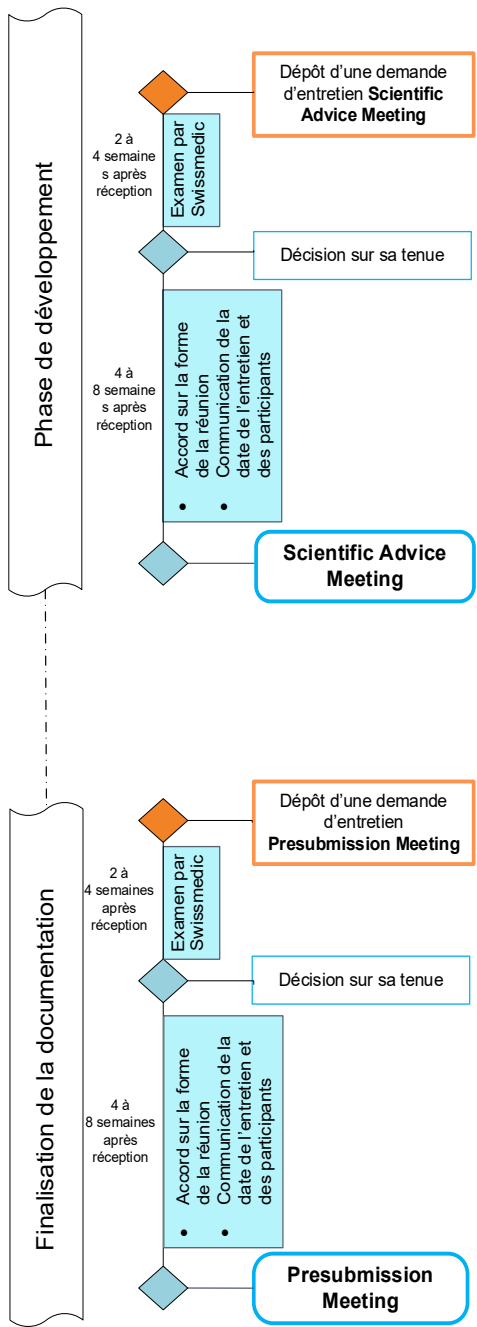 Phase de développement
Dépôt d'une demande
d'entretien Scientific
Advice Meeting
2 à
4 semaine
s après
réception
Examen par
Swissmedic
Décision sur sa tenue
4 à
8 semaine
s après
réception
• Accord sur la forme
de la réunion
• Communication de la
date de l'entretien et
des participants
Scientific Advice
Meeting
Finalisation de la documentation
Dépôt d'une demande
d'entretien
Presubmission Meeting
2 à
4 semaines
après
réception
Examen par
Swissmedic
Décision sur sa tenue
4 à
8 semaines
après
réception
• Accord sur la forme
de la réunion
• Communication de la
date de l'entretien et
des participants
Presubmission
Meeting